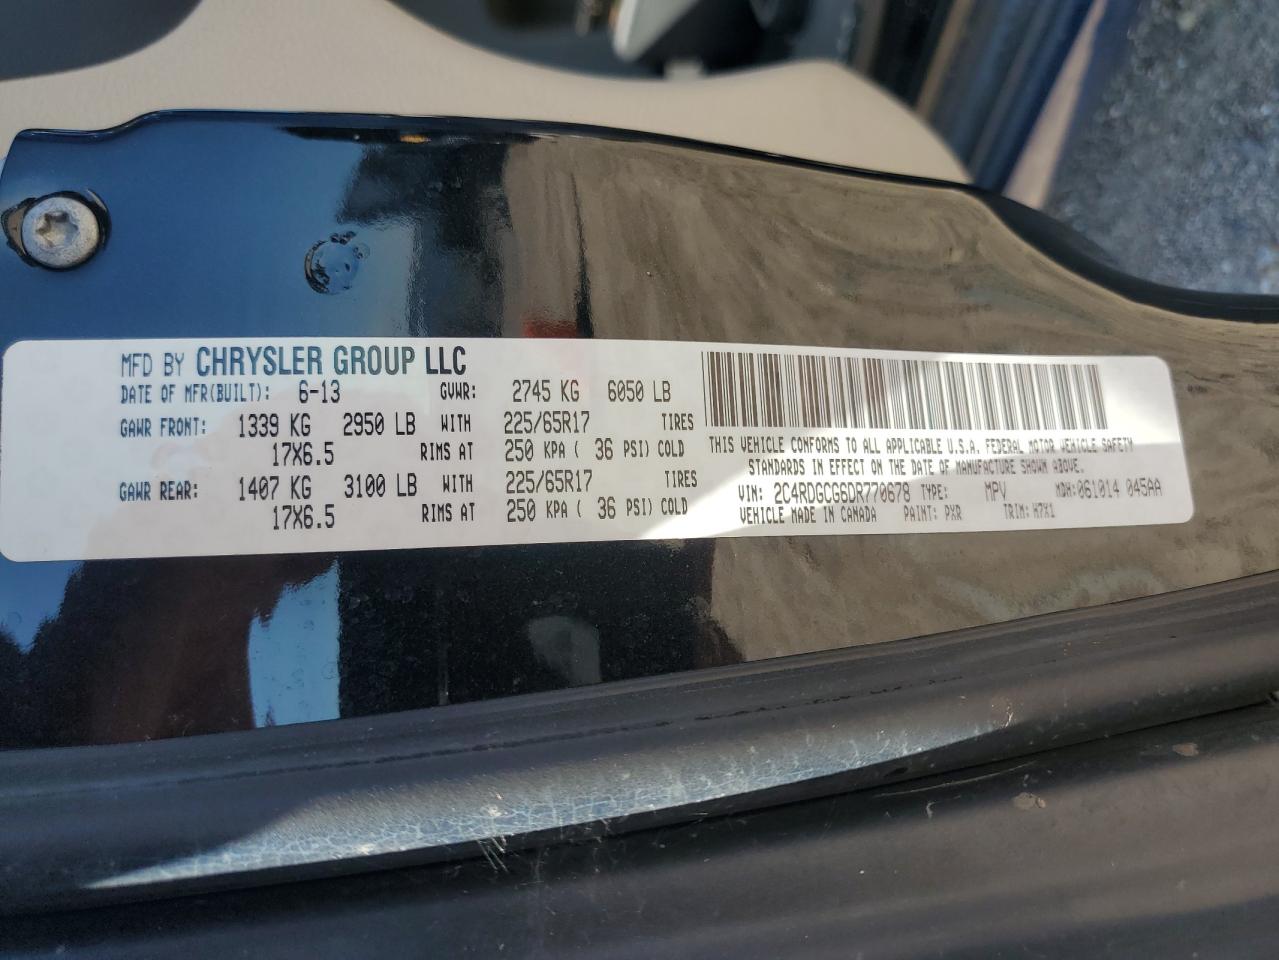 MFD BY CHRYSLER GROUP LLC
DATE OF MFR(BUILT): 6-13 GVWR: 2745 KG 6050 LB
GAWR FRONT: 1339 KG 2950 LB WITH 225/65R17 TIRES
17X6.5 RIMS AT 250 KPA ( 36 PSI) COLD
GAWR REAR: 1407 KG 3100 LB WITH 225/65R17 TIRES
17X6.5 RIMS AT 250 KPA ( 36 PSI) COLD
THIS VEHICLE CONFORMS TO ALL APPLICABLE U.S.A. FEDERAL MOTOR VEHICLE SAFETY
STANDARDS IN EFFECT ON THE DATE OF MANUFACTURE SHOWN ABOVE.
VIN: 2C4RDGCG6DR770678 TYPE: MPV MDH:061014 045AA
VEHICLE MADE IN CANADA PAINT: PXR TRIM: H7X1